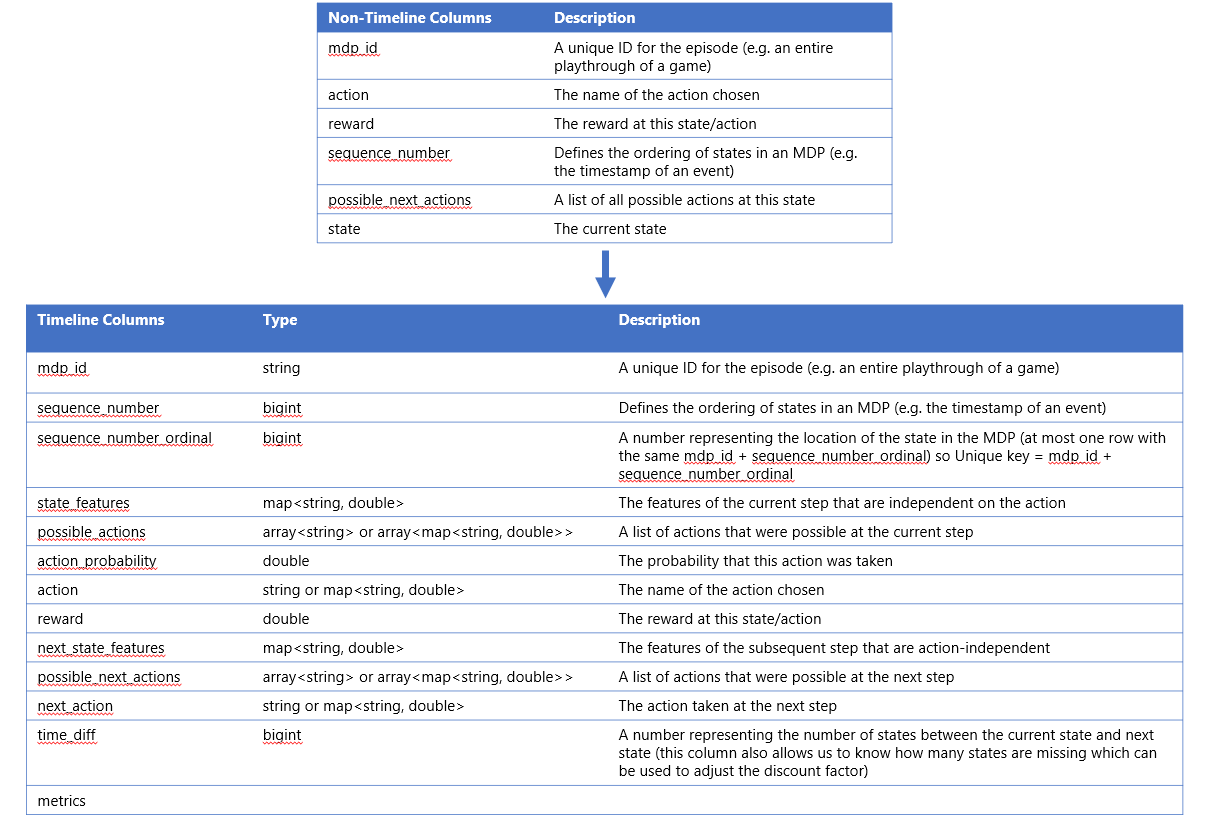 Non-Timeline Columns Description
mdp_id A unique ID for the episode (e.g. an entire
playthrough of a game)
action The name of the action chosen
reward The reward at this state/action
sequence_number Defines the ordering of states in an MDP (e.g.
the timestamp of an event)
possible_next_actions A list of all possible actions at this state
state The current state
Timeline Columns Type Description
mdp_id string A unique ID for the episode (e.g. an entire playthrough of a game)
sequence_number bigint Defines the ordering of states in an MDP (e.g. the timestamp of an event)
sequence_number_ordinal bigint A number representing the location of the state in the MDP (at most one row with
the same mdp_id + sequence_number_ordinal) so Unique key = mdp_id +
sequence_number_ordinal
state_features map<string, double> The features of the current step that are independent on the action
possible_actions array<string> or array<map<string, double>> A list of actions that were possible at the current step
action_probability double The probability that this action was taken
action string or map<string, double> The name of the action chosen
reward double The reward at this state/action
next_state_features map<string, double> The features of the subsequent step that are action-independent
possible_next_actions array<string> or array<map<string, double>> A list of actions that were possible at the next step
next_action string or map<string, double> The action taken at the next step
time_diff bigint A number representing the number of states between the current state and next
state (this column also allows us to know how many states are missing which can
be used to adjust the discount factor)
metrics